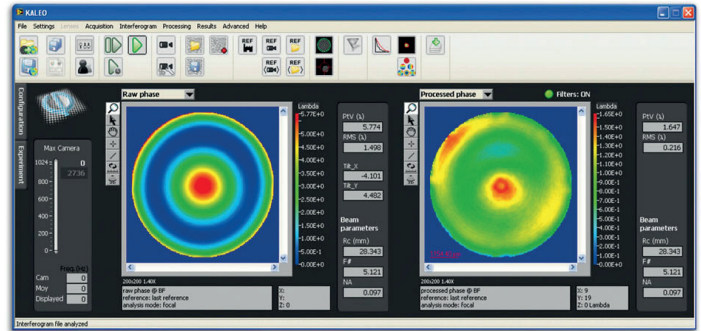 KALEO
File Settings Acquisition Interferogram Processing Results Advanced Help
REF REF REF
REF REF
Configuration
Experiment
Raw phase
Processed phase
Filters: ON
Max Camera
0
2736
1024
800
600
400
200
0
Freq.(Hz)
Cam 0
Moy 0
Displayed 0
Lambda
5.77E+0
5.00E+0
4.50E+0
4.00E+0
3.50E+0
3.00E+0
2.50E+0
2.00E+0
1.50E+0
1.00E+0
5.00E-1
0.00E+0
PtV (λ)
5.774
RMS (λ)
1.498
Tilt_X
-4.101
Tilt_Y
4.482
Beam
parameters
Rc (mm)
28.343
F#
5.121
NA
0.097
200x200 1.40X
raw phase @ BF
reference: last reference
analysis mode: focal
X:
Y:
Z: 0
Lambda
1.65E+0
1.40E+0
1.30E+0
1.20E+0
1.10E+0
1.00E+0
9.00E-1
8.00E-1
7.00E-1
6.00E-1
5.00E-1
4.00E-1
3.00E-1
2.00E-1
1.00E-1
0.00E+0
PtV (λ)
1.647
RMS (λ)
0.216
Beam
parameters
Rc (mm)
28.343
F#
5.121
NA
0.097
200x200 1.40X
processed phase @ BF
reference: last reference
analysis mode: focal
X: 9
Y: 19
Z: 0 Lambda
Interferogram file analyzed